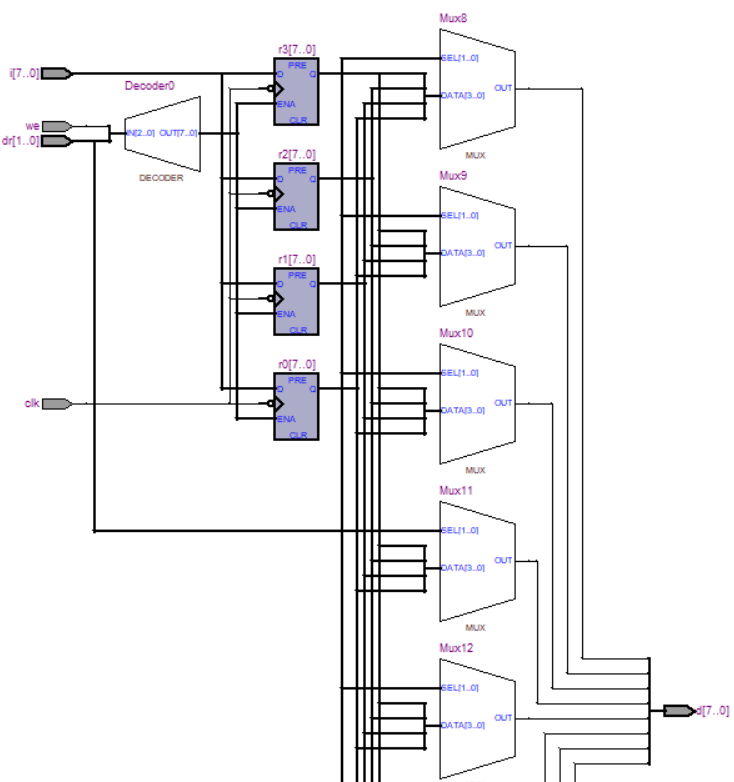 Mux8
r3[7..0]
SEL[1..0]
PRE
i[7..0]
D Q
OUT
Decoder0
DATA[3..0]
ENA
CLR
we
IN[2..0] OUT[7..0]
dr[1..0]
MUX
r2[7..0]
PRE
Mux9
DECODER
D Q
ENA
SEL[1..0]
CLR
OUT
DATA[3..0]
r1[7..0]
PRE
D Q
ENA
MUX
CLR
Mux10
r0[7..0]
SEL[1..0]
PRE
D Q
OUT
clk
DATA[3..0]
ENA
CLR
MUX
Mux11
SEL[1..0]
OUT
DATA[3..0]
MUX
Mux12
SEL[1..0]
d[7..0]
OUT
DATA[3..0]